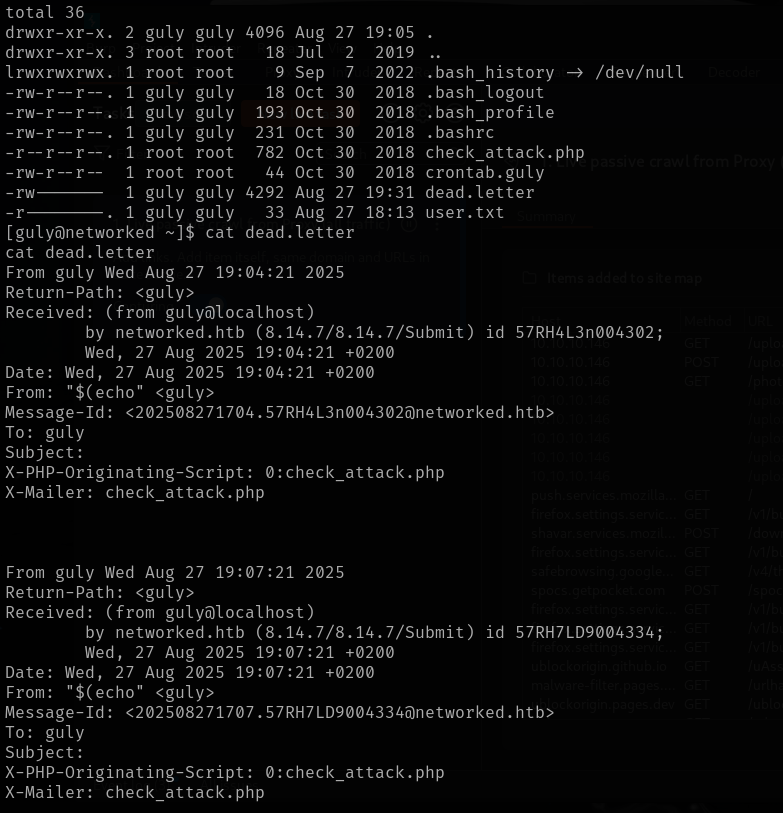 total 36
drwxr-xr-x. 2 guly guly 4096 Aug 27 19:05 .
drwxr-xr-x. 3 root root   18 Jul  2  2019 ..
lrwxrwxrwx. 1 root root    9 Sep  7  2022 .bash_history → /dev/null
-rw-r--r--. 1 guly guly   18 Oct 30  2018 .bash_logout
-rw-r--r--. 1 guly guly  193 Oct 30  2018 .bash_profile
-rw-r--r--. 1 guly guly  231 Oct 30  2018 .bashrc
-r--r--r--. 1 root root  782 Oct 30  2018 check_attack.php
-rw-r--r--  1 root root   44 Oct 30  2018 crontab.guly
-rw-------  1 guly guly 4292 Aug 27 19:31 dead.letter
-r--------. 1 guly guly   33 Aug 27 18:13 user.txt
[guly@networked ~]$ cat dead.letter
cat dead.letter
From guly Wed Aug 27 19:04:21 2025
Return-Path: <guly>
Received: (from guly@localhost)
        by networked.htb (8.14.7/8.14.7/Submit) id 57RH4L3n004302;
        Wed, 27 Aug 2025 19:04:21 +0200
Date: Wed, 27 Aug 2025 19:04:21 +0200
From: "$(echo" <guly>
Message-Id: <202508271704.57RH4L3n004302@networked.htb>
To: guly
Subject:
X-PHP-Originating-Script: 0:check_attack.php
X-Mailer: check_attack.php
From guly Wed Aug 27 19:07:21 2025
Return-Path: <guly>
Received: (from guly@localhost)
        by networked.htb (8.14.7/8.14.7/Submit) id 57RH7LD9004334;
        Wed, 27 Aug 2025 19:07:21 +0200
Date: Wed, 27 Aug 2025 19:07:21 +0200
From: "$(echo" <guly>
Message-Id: <202508271707.57RH7LD9004334@networked.htb>
To: guly
Subject:
X-PHP-Originating-Script: 0:check_attack.php
X-Mailer: check_attack.php